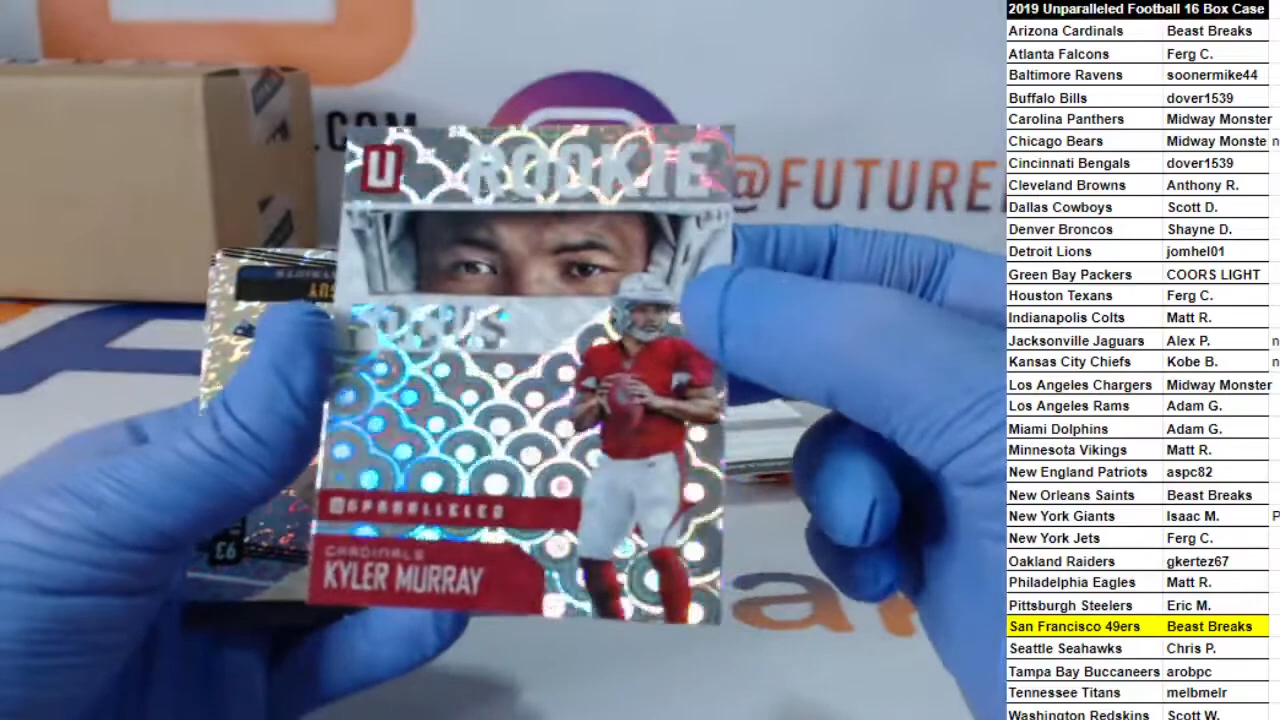 2019 Unparalleled Football 16 Box Case
Arizona Cardinals Beast Breaks
Atlanta Falcons Ferg C.
Baltimore Ravens soonermike44
Buffalo Bills dover1539
Carolina Panthers Midway Monster
Chicago Bears Midway Monste n
Cincinnati Bengals dover1539
Cleveland Browns Anthony R.
Dallas Cowboys Scott D.
Denver Broncos Shayne D.
Detroit Lions jomhel01
Green Bay Packers COORS LIGHT
Houston Texans Ferg C.
Indianapolis Colts Matt R.
Jacksonville Jaguars Alex P. n
Kansas City Chiefs Kobe B. n
Los Angeles Chargers Midway Monster
Los Angeles Rams Adam G.
Miami Dolphins Adam G.
Minnesota Vikings Matt R.
New England Patriots aspc82
New Orleans Saints Beast Breaks
New York Giants Isaac M. P
New York Jets Ferg C.
Oakland Raiders gkertez67
Philadelphia Eagles Matt R.
Pittsburgh Steelers Eric M.
San Francisco 49ers Beast Breaks
Seattle Seahawks Chris P.
Tampa Bay Buccaneers arobpc
Tennessee Titans melbmelr
Washington Redskins Scott W.
.COM
@FUTURE
U ROOKIE
FOCUS
UNPARALLELED
CARDINALS
KYLER MURRAY